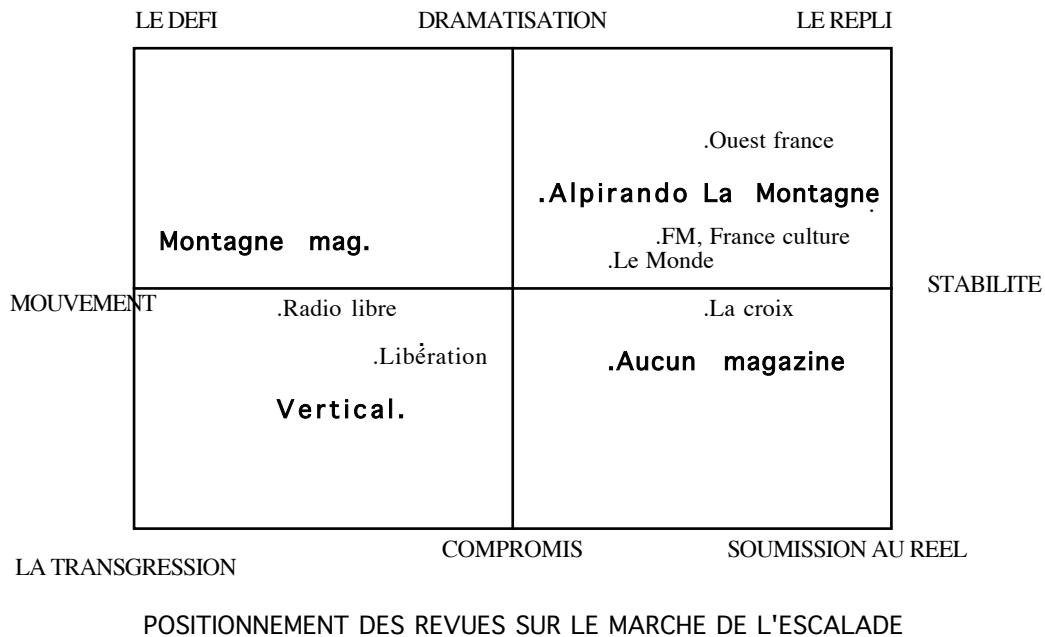 LE DEFI DRAMATISATION LE REPLI
.Ouest france
.Alpirando La Montagne
Montagne mag.
.FM, France culture
.Le Monde
STABILITE
MOUVEMENT
.Radio libre
.La croix
.Libération
.Aucun magazine
Vertical.
COMPROMIS
SOUMISSION AU REEL
LA TRANSGRESSION
POSITIONNEMENT DES REVUES SUR LE MARCHE DE L'ESCALADE